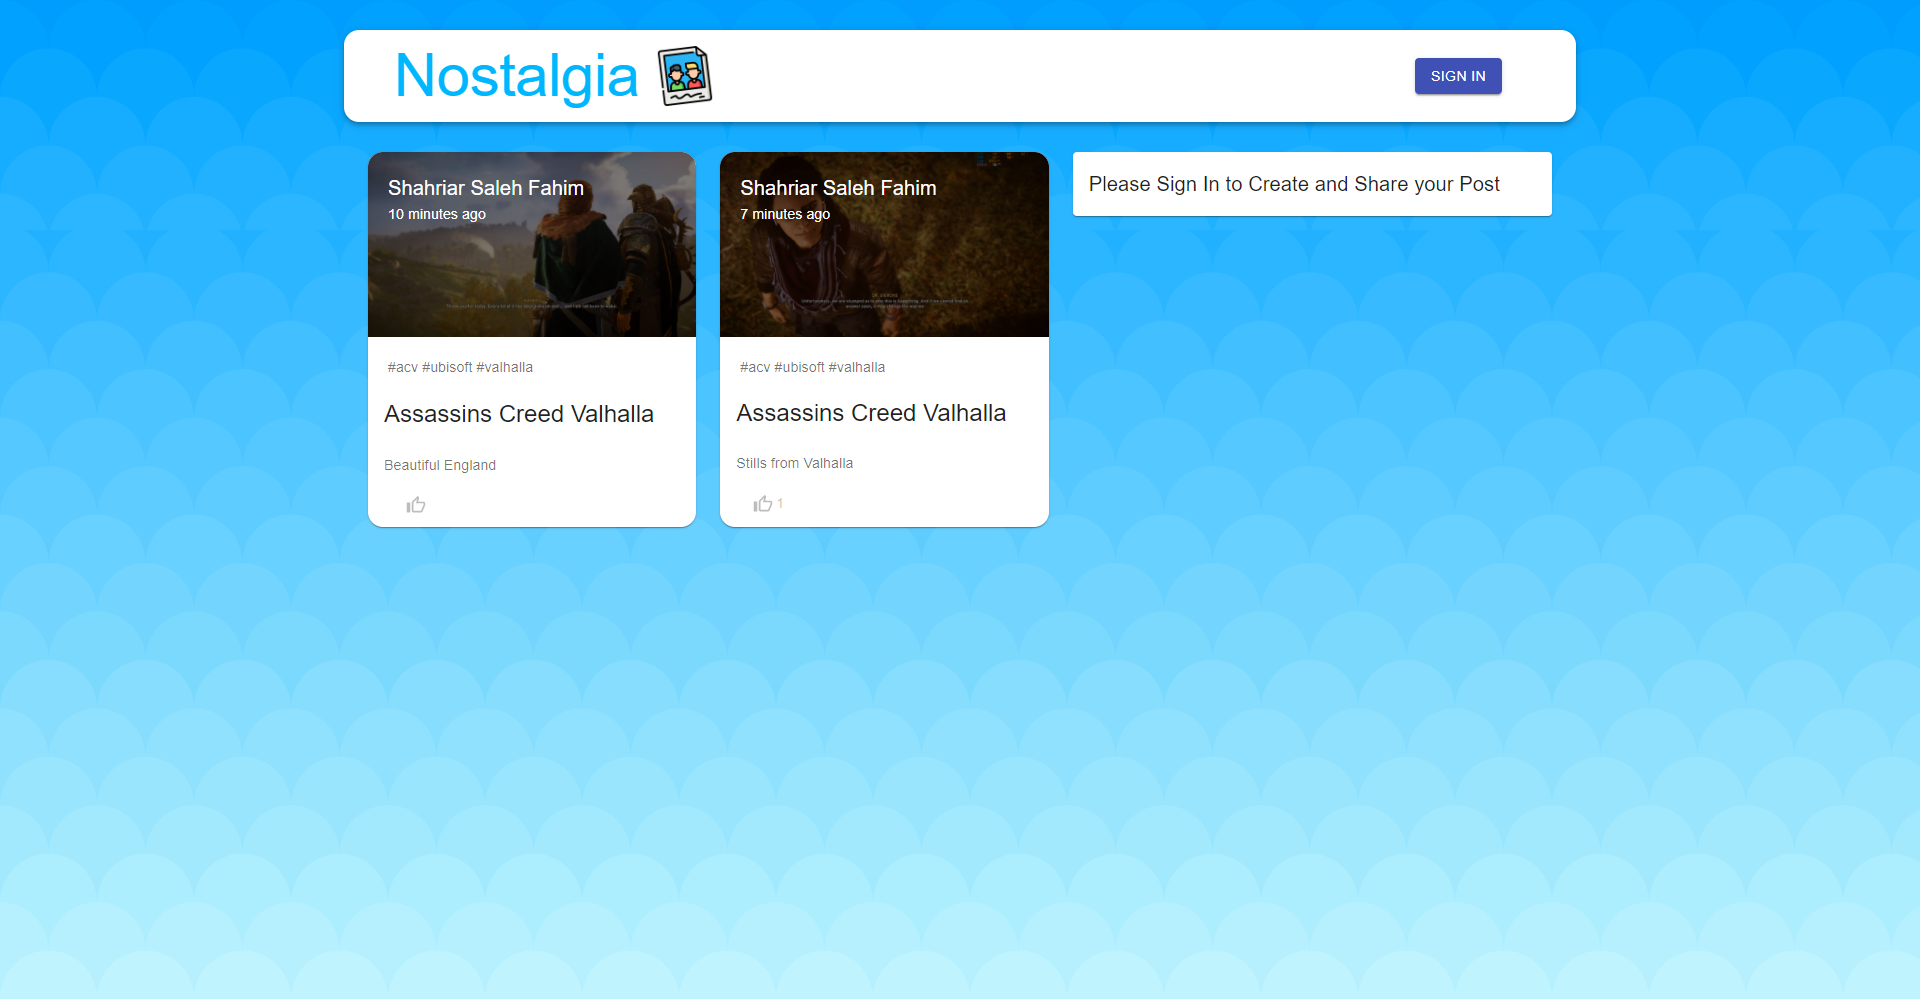 Nostalgia
SIGN IN
Shahriar Saleh Fahim
10 minutes ago
#acv #ubisoft #valhalla
Assassins Creed Valhalla
Beautiful England
Shahriar Saleh Fahim
7 minutes ago
#acv #ubisoft #valhalla
Assassins Creed Valhalla
Stills from Valhalla
1
Please Sign In to Create and Share your Post